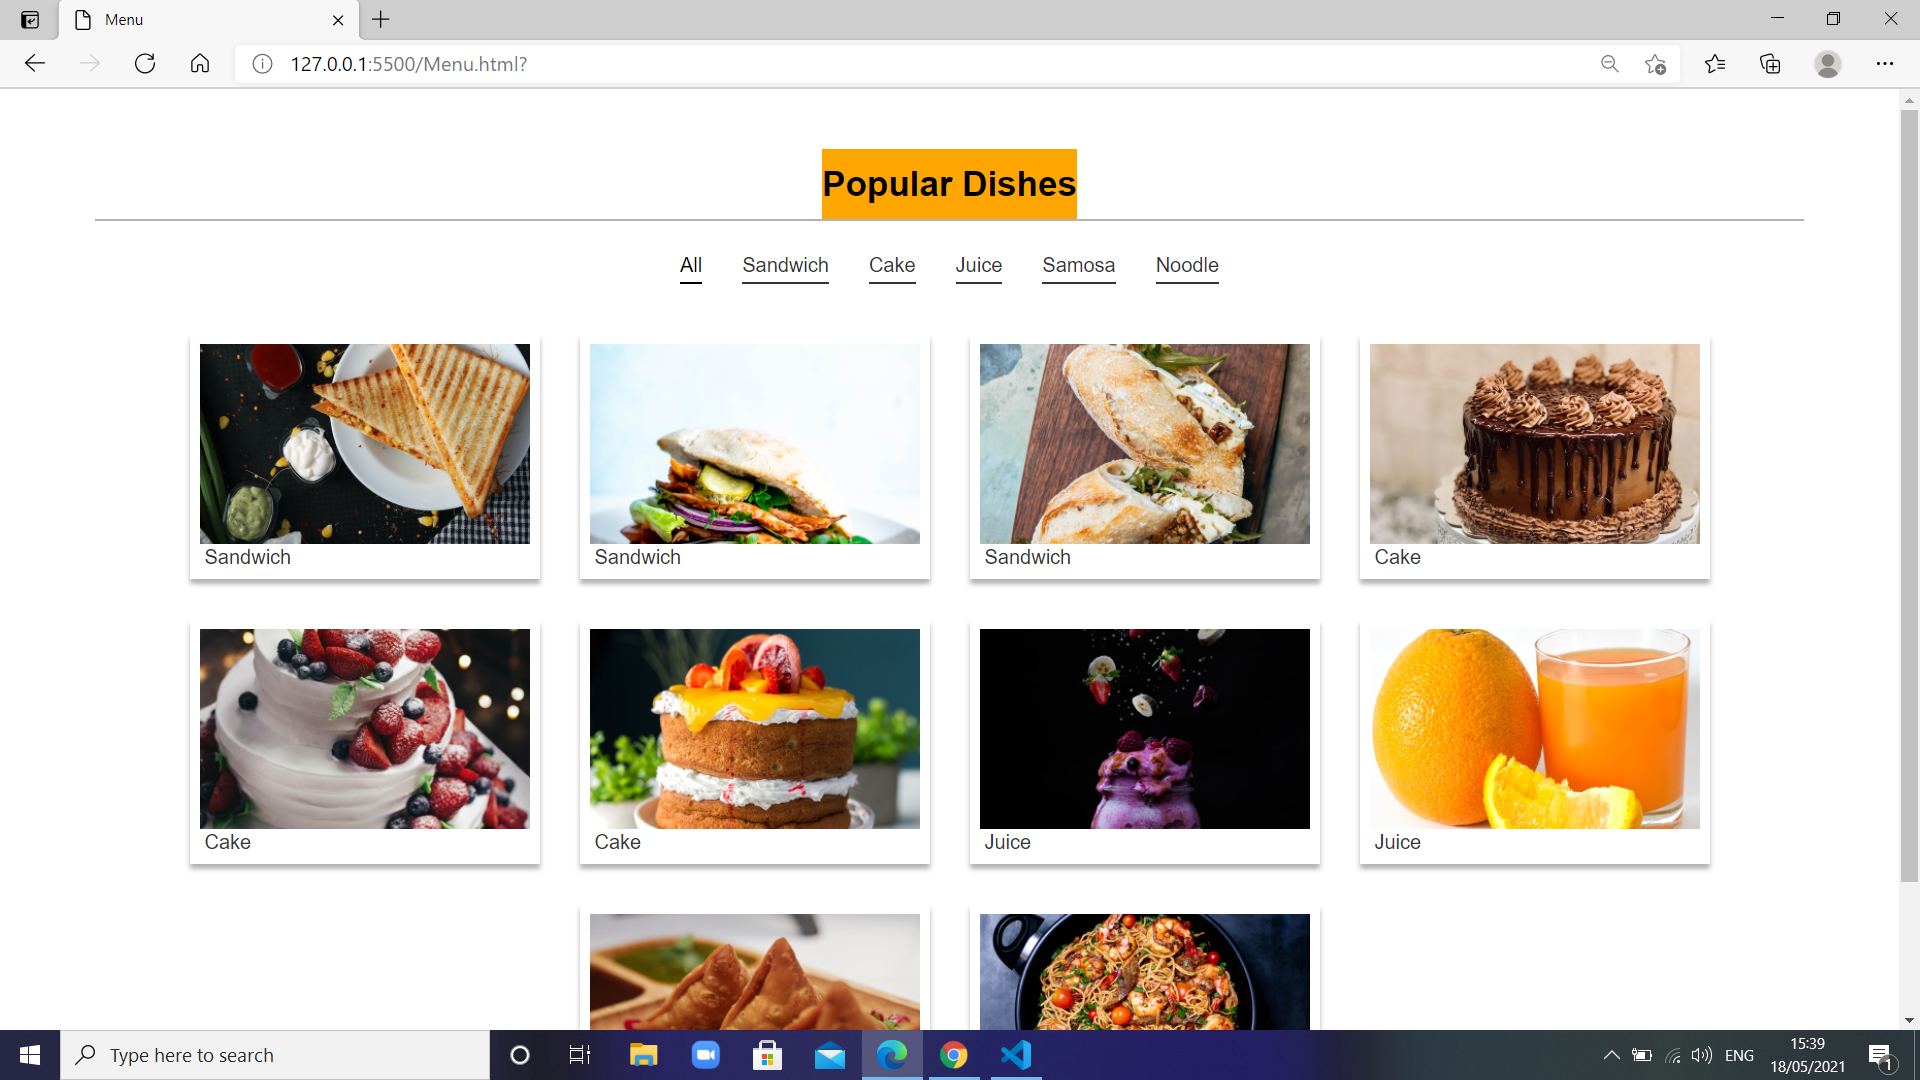 Menu
127.0.0.1:5500/Menu.html?
Popular Dishes
All Sandwich Cake Juice Samosa Noodle
Sandwich Sandwich Sandwich Cake
Cake Cake Juice Juice
Type here to search
ENG
15:39
18/05/2021
1